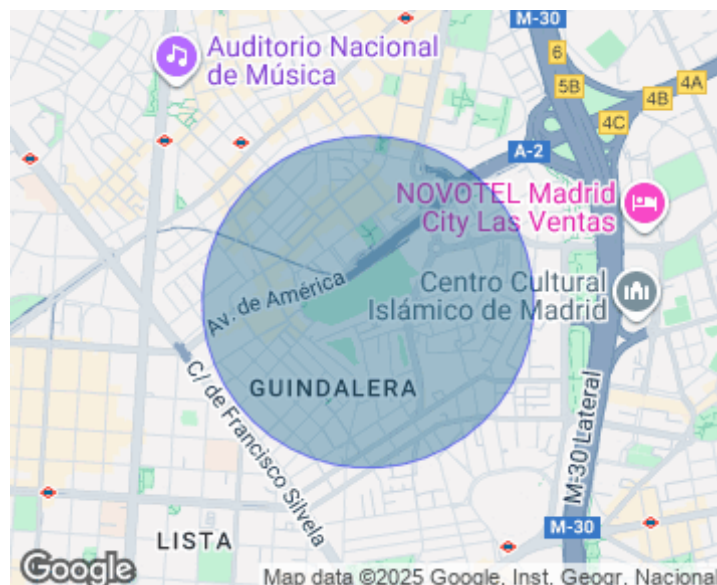 M-30
Auditorio Nacional
de Música
6
5B
4A
4B
4C
A-2
NOVOTEL Madrid
City Las Ventas
Centro Cultural
Islámico de Madrid
Av. de América
GUINDALERA
C/ de Francisco Silvela
M-30 Lateral
M-30
LISTA
Google
Map data ©2025 Google, Inst. Geogr. Nacional